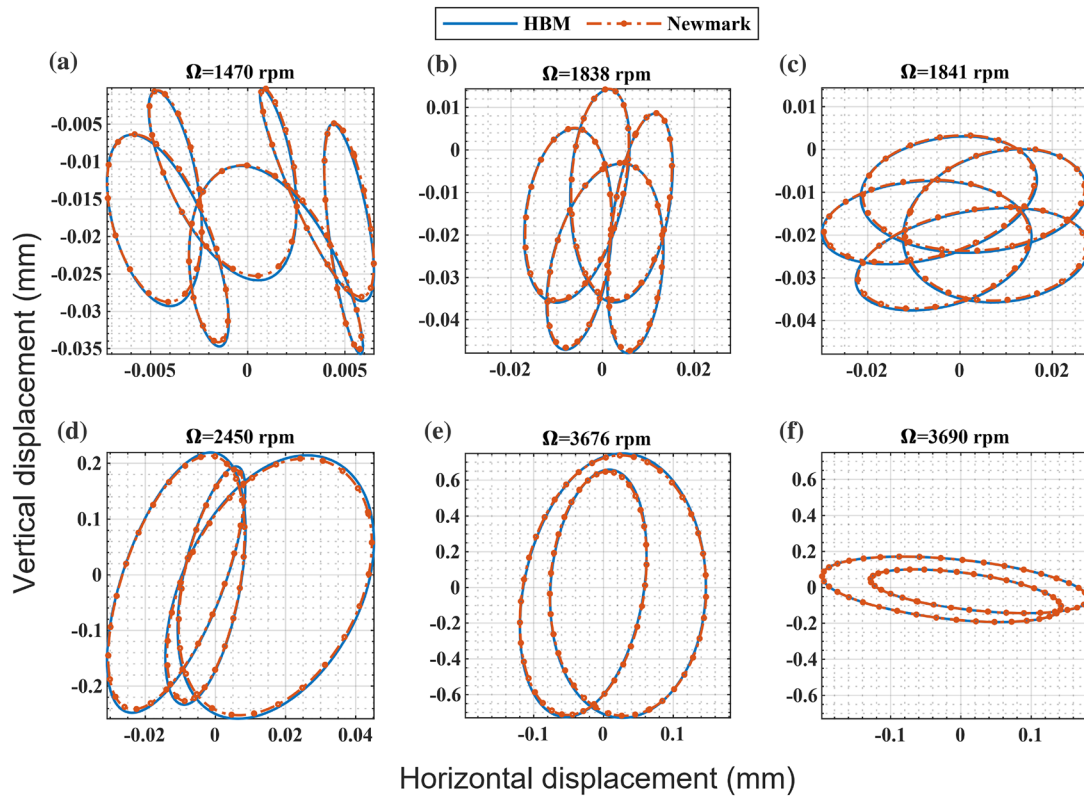 HBM Newmark
(a) Ω=1470 rpm
-0.005
-0.01
-0.015
-0.02
-0.025
-0.03
-0.035
-0.005 0 0.005
(b) Ω=1838 rpm
0.01
0
-0.01
-0.02
-0.03
-0.04
-0.02 0 0.02
(c) Ω=1841 rpm
0.01
0
-0.01
-0.02
-0.03
-0.04
-0.02 0 0.02
(d) Ω=2450 rpm
0.2
0.1
0
-0.1
-0.2
-0.02 0 0.02 0.04
(e) Ω=3676 rpm
0.6
0.4
0.2
0
-0.2
-0.4
-0.6
-0.1 0 0.1
(f) Ω=3690 rpm
0.6
0.4
0.2
0
-0.2
-0.4
-0.6
-0.1 0 0.1
Vertical displacement (mm)
Horizontal displacement (mm)